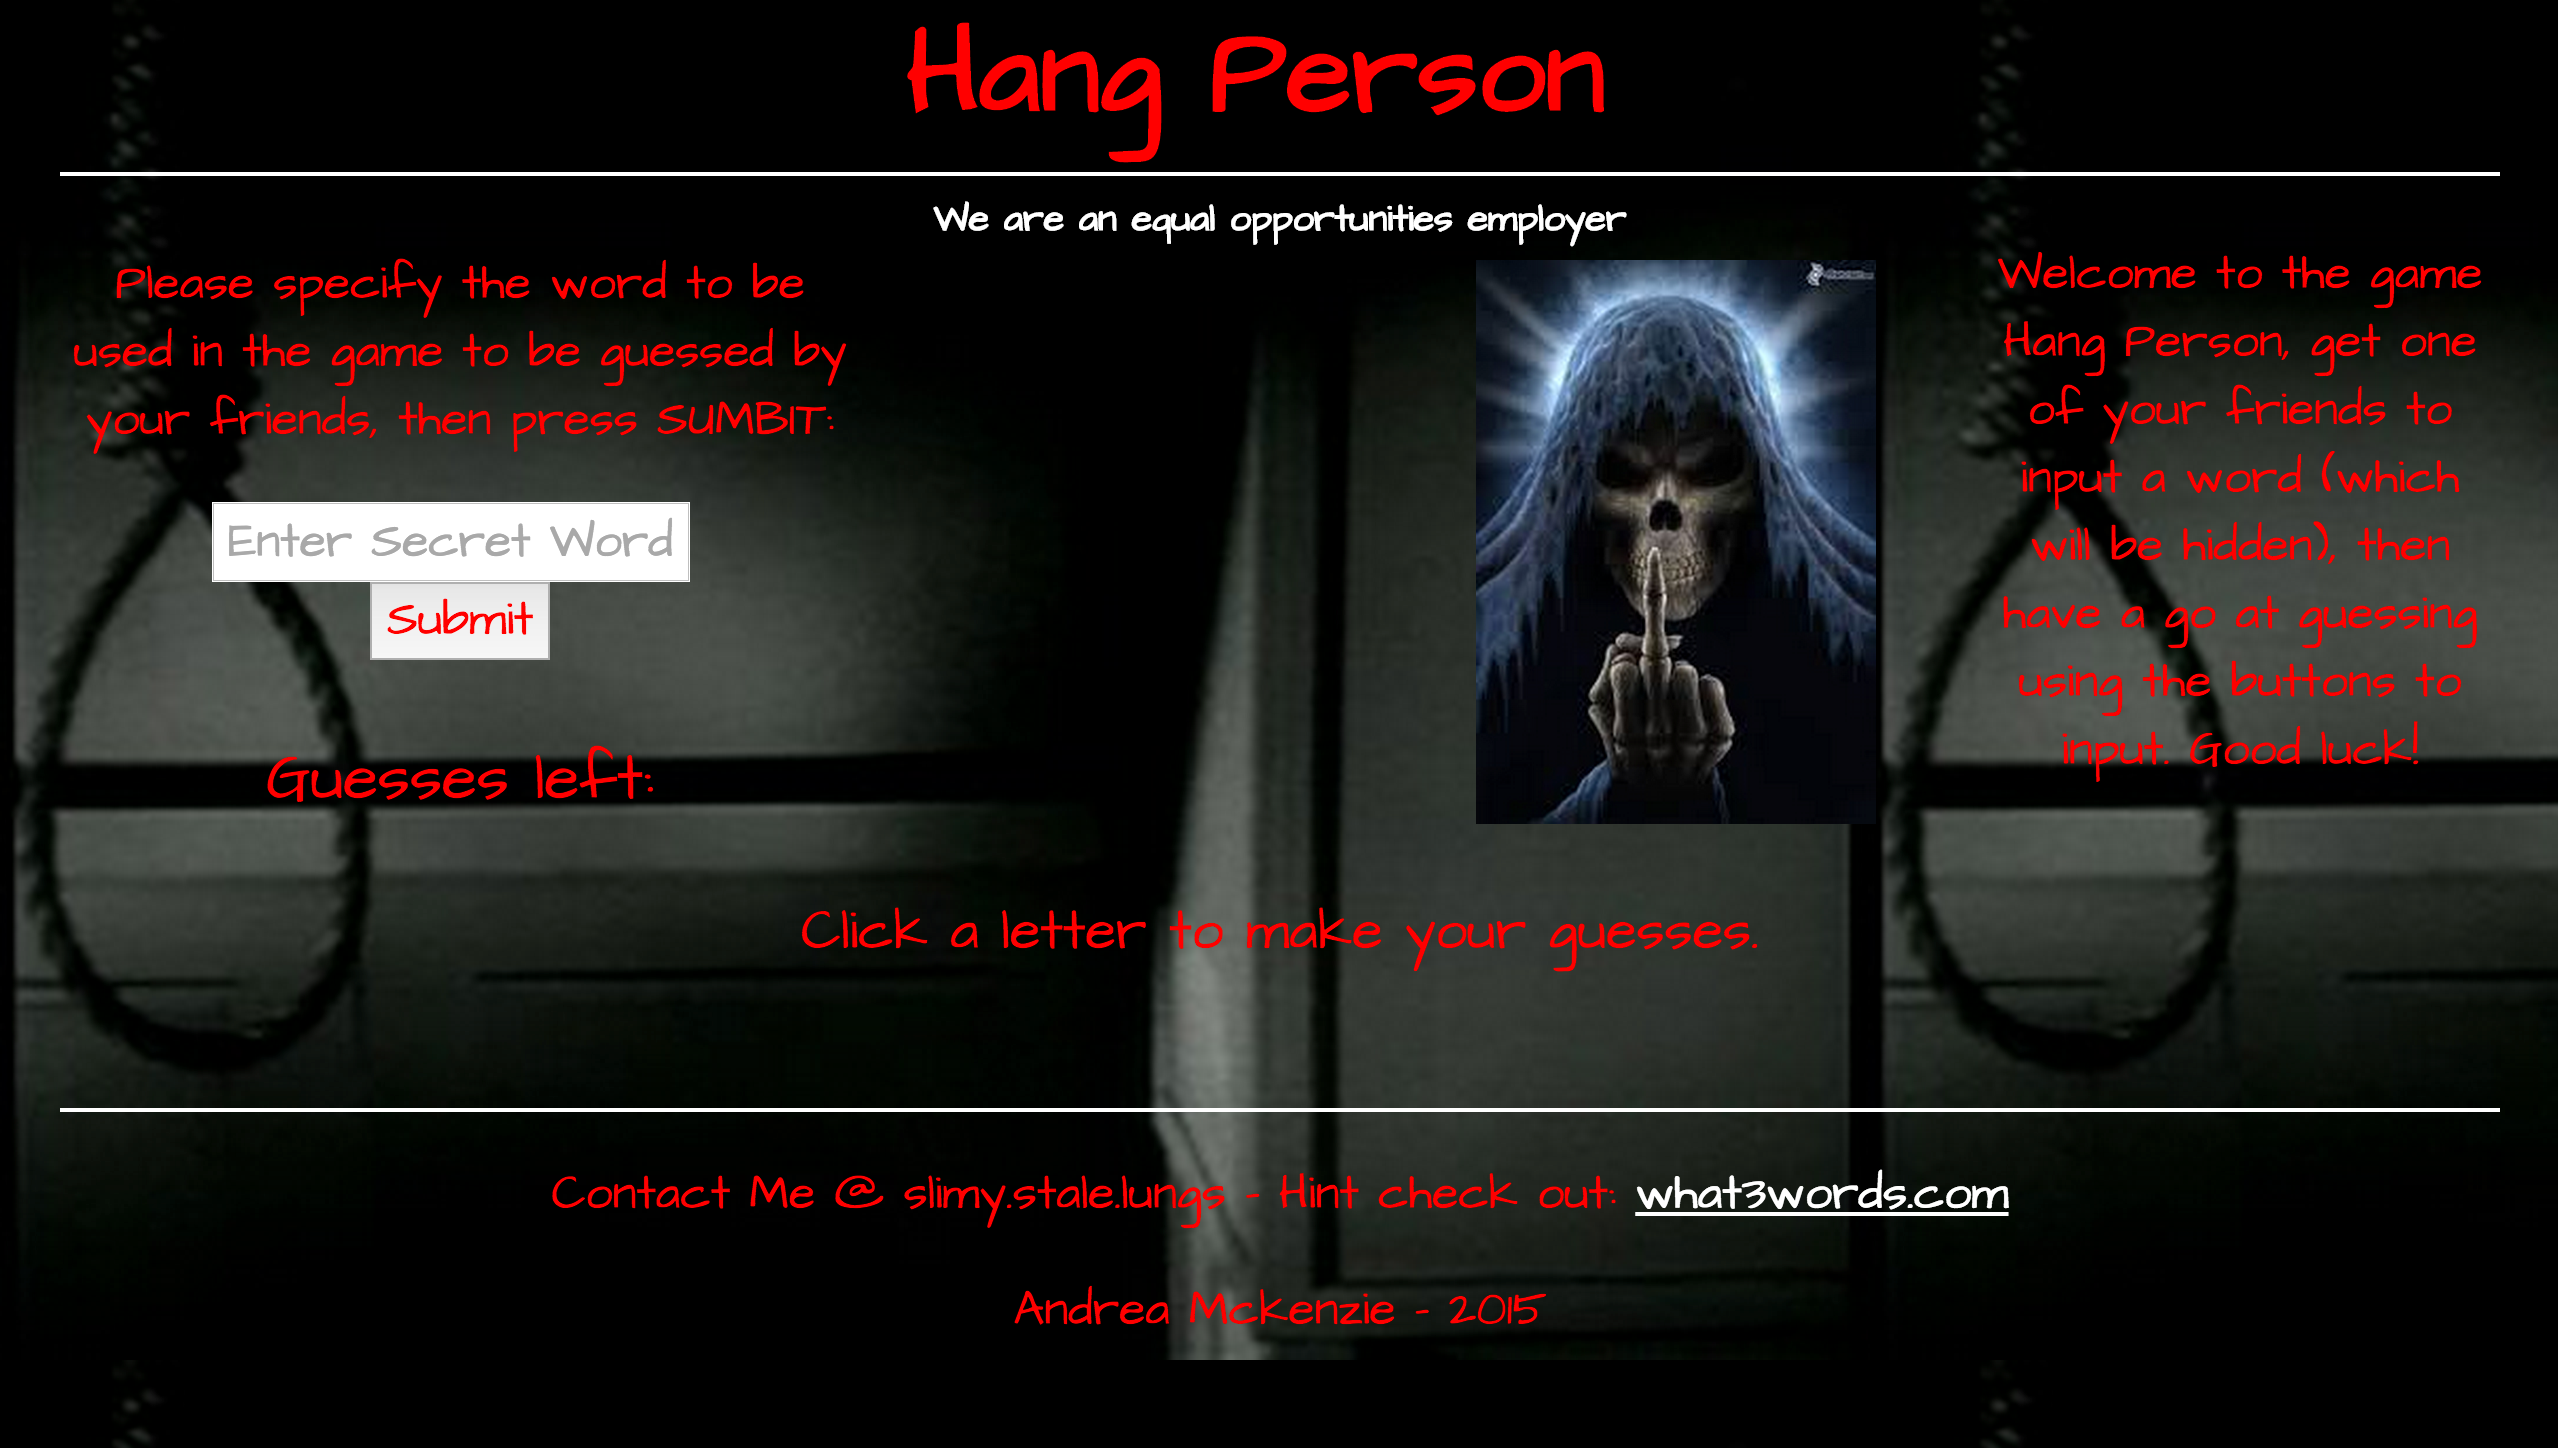 Hang Person
We are an equal opportunities employer
Please specify the word to be
used in the game to be guessed by
your friends, then press SUMBIT:
Enter Secret Word
Submit
Guesses left:
Welcome to the game
Hang Person, get one
of your friends to
input a word (which
will be hidden), then
have a go at guessing
using the buttons to
input. Good luck!
Click a letter to make your guesses.
Contact Me @ slimy.stale.lungs - Hint check out: what3words.com
Andrea Mckenzie - 2015